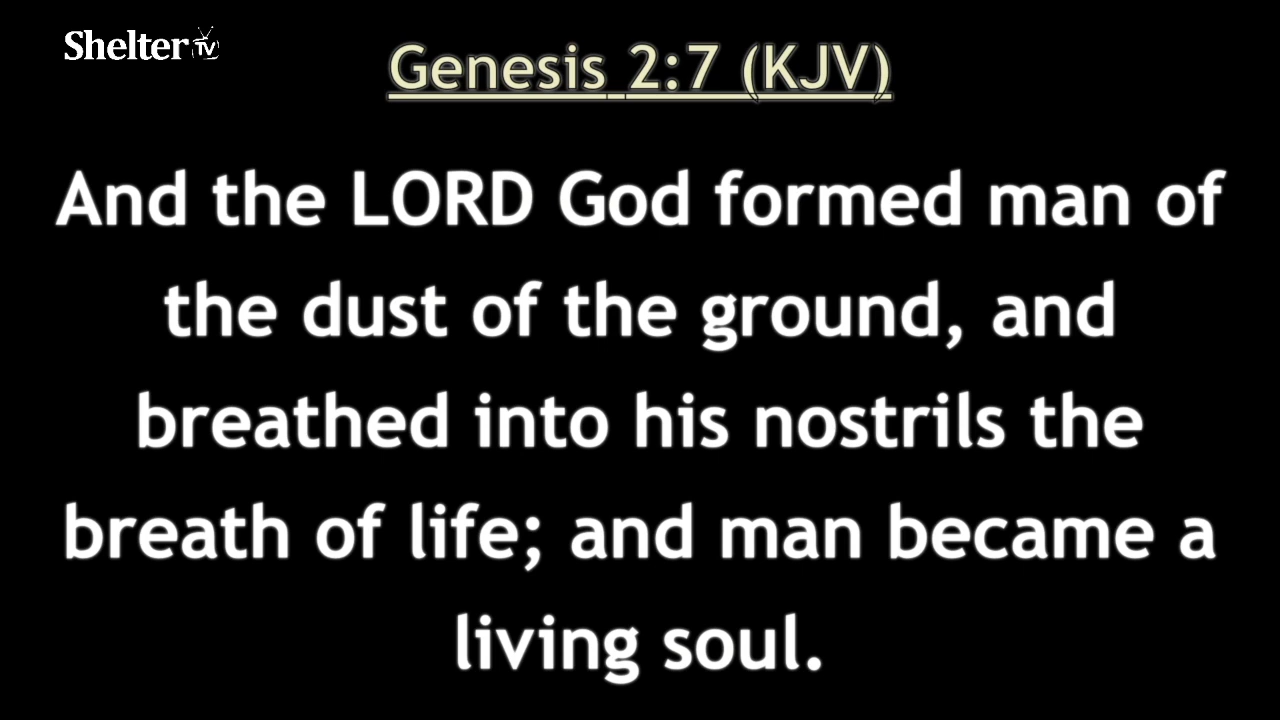 Shelter TV
Genesis 2:7 (KJV)
And the LORD God formed man of
the dust of the ground, and
breathed into his nostrils the
breath of life; and man became a
living soul.